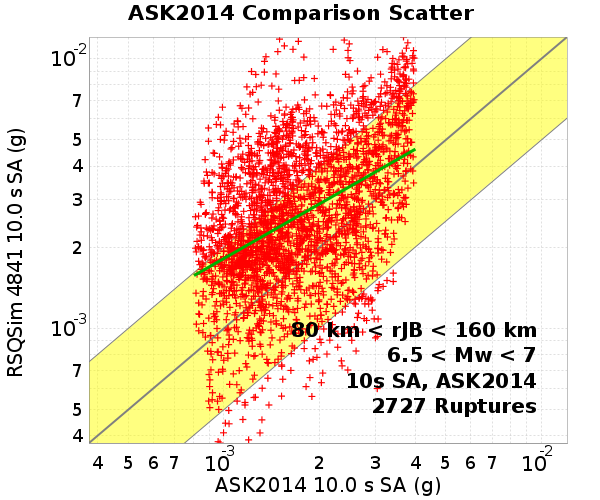 ASK2014 Comparison Scatter
RSQSim 4841 10.0 s SA (g)
10-2
7
5
4
3
2
10-3
7
5
4
80 km < rJB < 160 km
6.5 < Mw < 7
10s SA, ASK2014
2727 Ruptures
4 5 6 7 10-3 2 3 4 5 6 7 10-2
ASK2014 10.0 s SA (g)